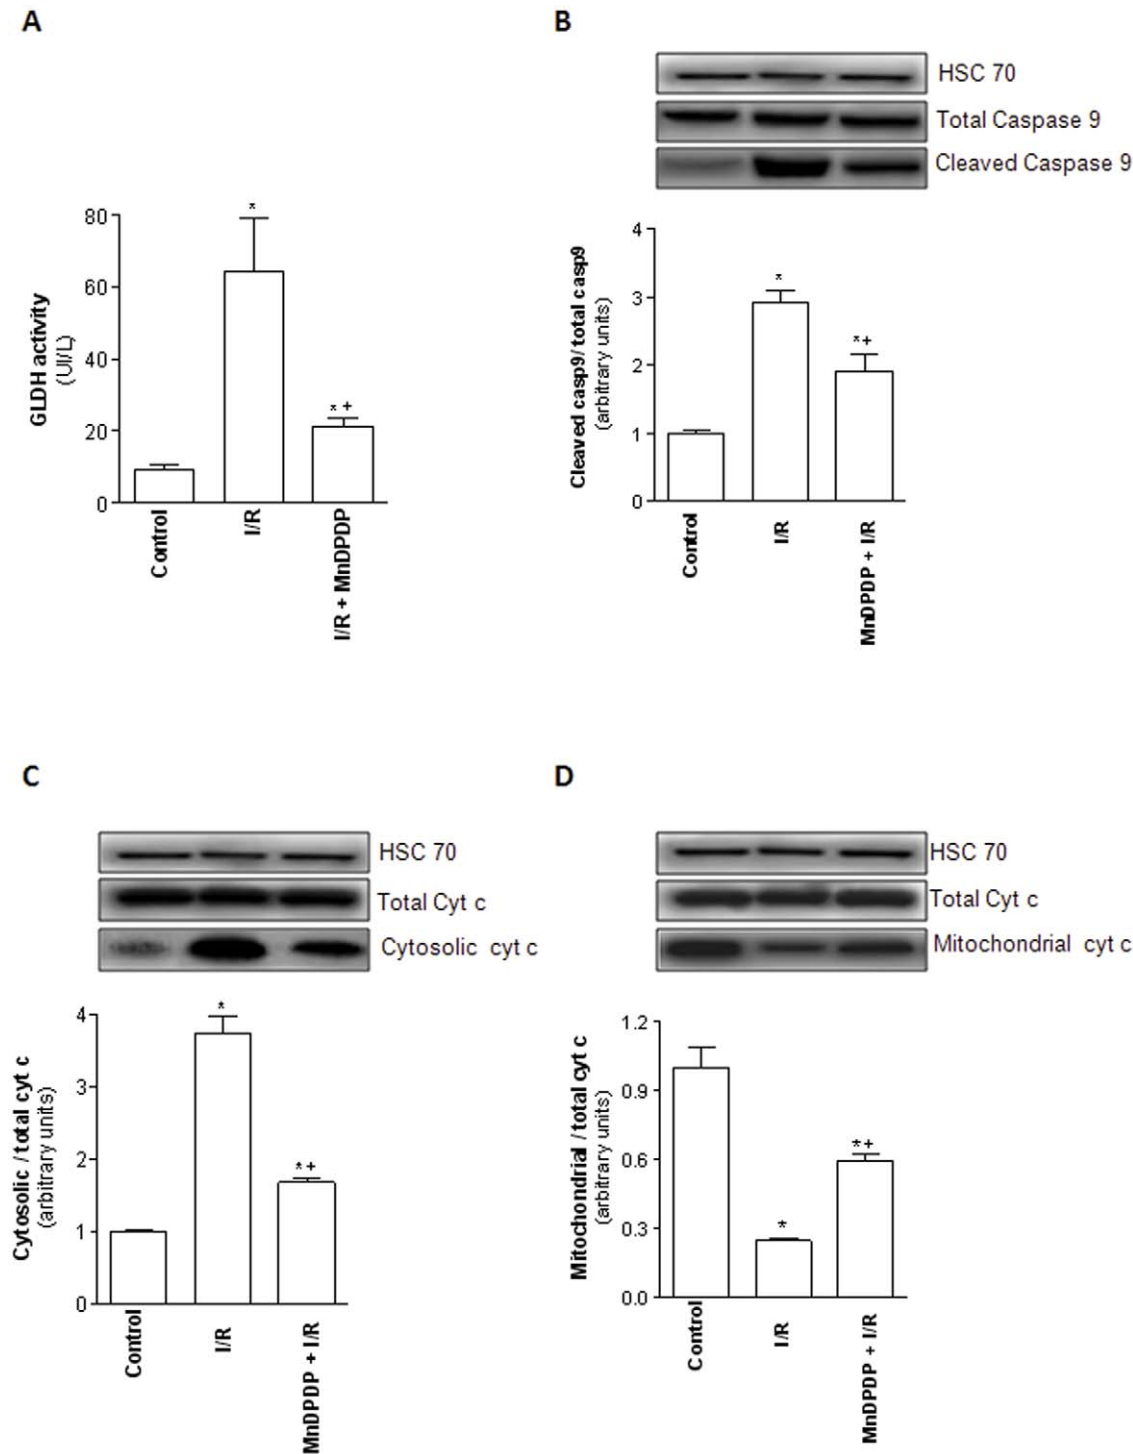 A
GLDH activity
(UI/L)
80
60
40
20
0
*
* +
Control
I/R
I/R + MnDPDP
B
HSC 70
Total Caspase 9
Cleaved Caspase 9
Cleaved casp9/total casp9
(arbitrary units)
4
3
2
1
0
*
*+
Control
I/R
MnDPDP + I/R
C
HSC 70
Total Cyt c
Cytosolic cyt c
Cytosolic / total cyt c
(arbitrary units)
4
3
2
1
0
*
*+
Control
I/R
MnDPDP + I/R
D
HSC 70
Total Cyt c
Mitochondrial cyt c
Mitochondrial / total cyt c
(arbitrary units)
1.2
0.9
0.6
0.3
0.0
*
*+
Control
I/R
MnDPDP + I/R